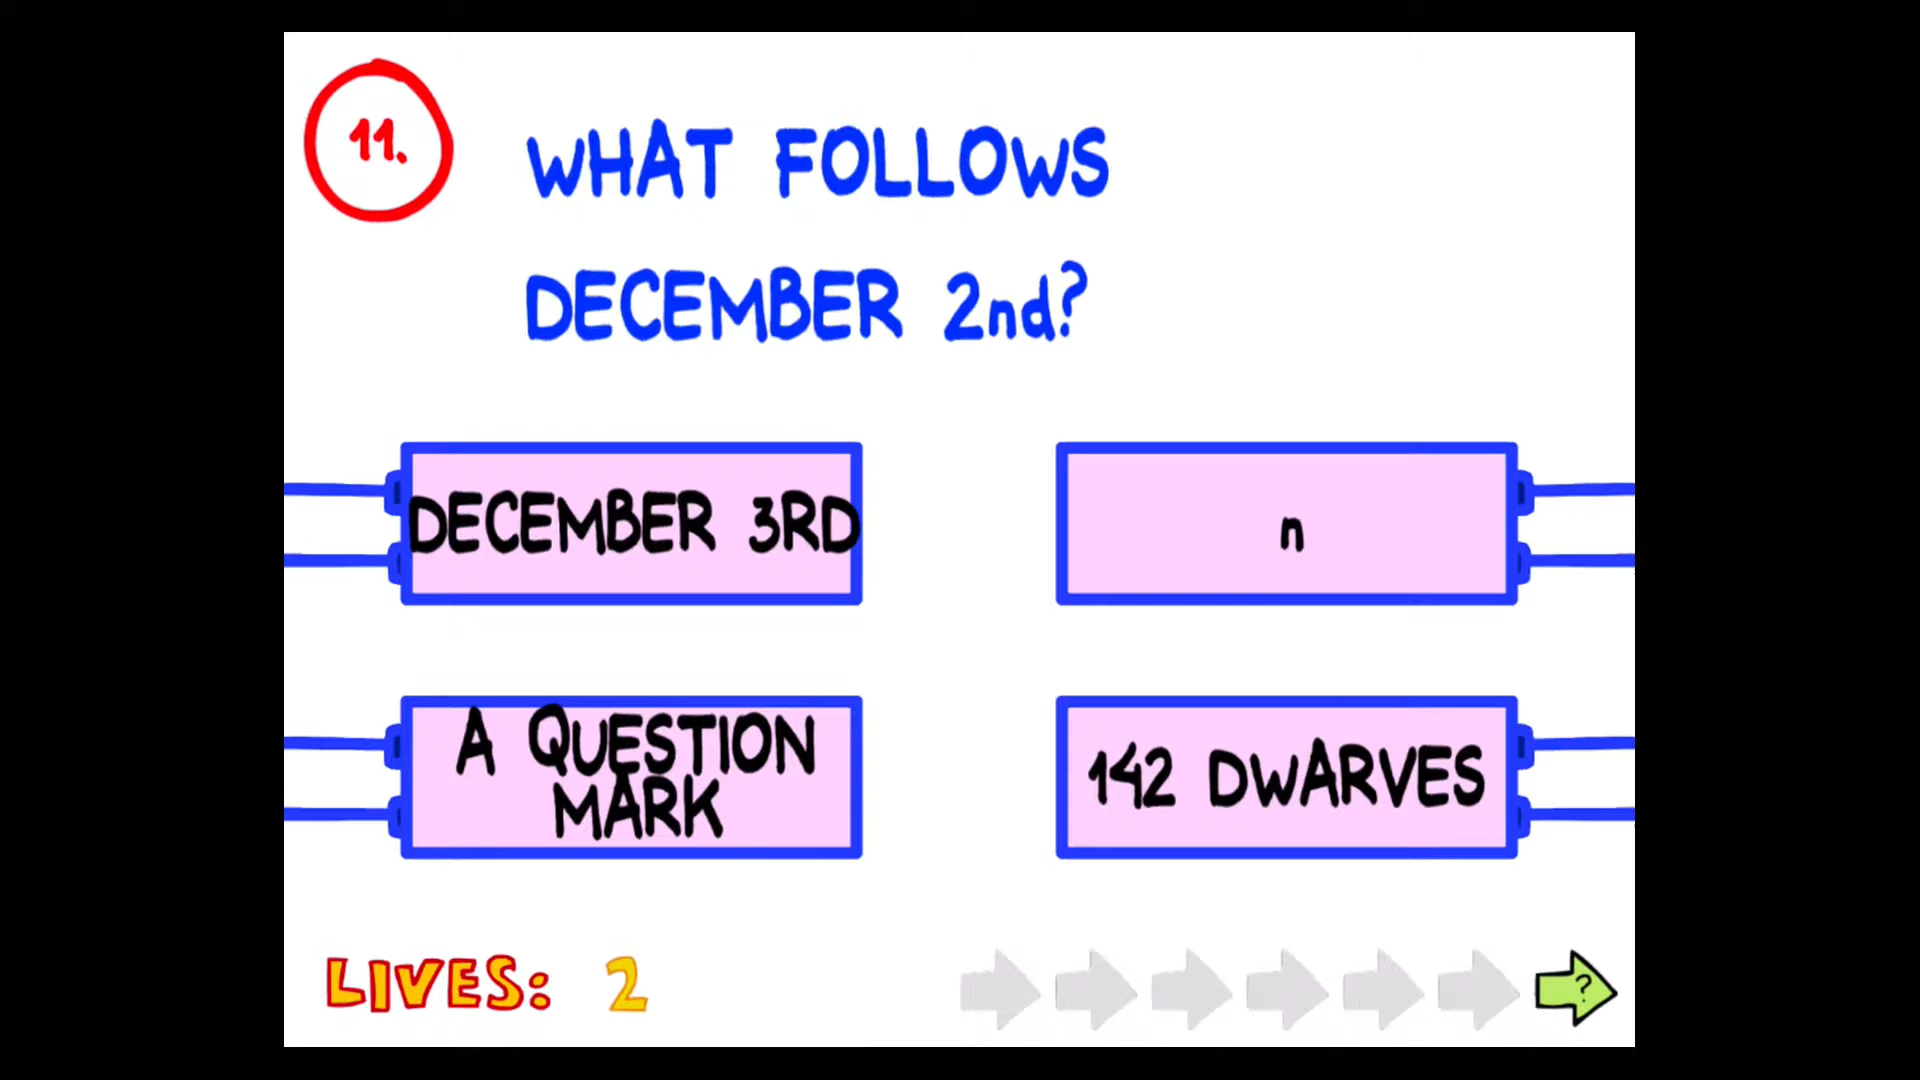 11.
WHAT FOLLOWS
DECEMBER 2nd?
DECEMBER 3RD
n
A QUESTION
MARK
142 DWARVES
LIVES: 2
?